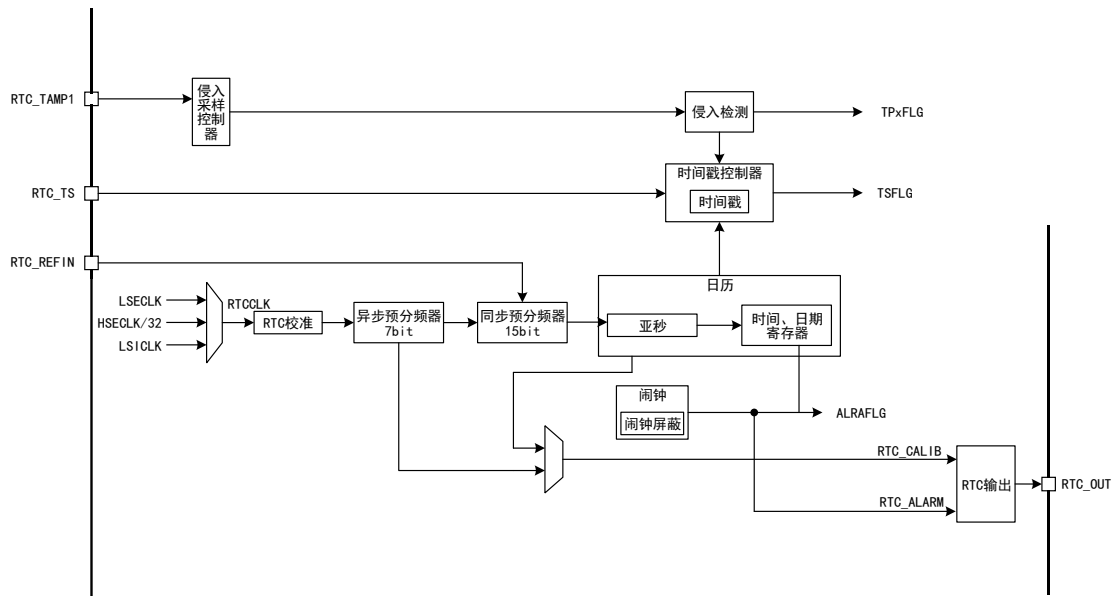 RTC_TAMP1
侵入
采样
控制
器
侵入检测
TPxFLG
RTC_TS
时间戳控制器
时间戳
TSFLG
RTC_REFIN
LSECLK
HSECLK/32
LSICLK
RTCCLK
RTC校准
异步预分频器
7bit
同步预分频器
15bit
日历
亚秒
时间、日期
寄存器
闹钟
闹钟屏蔽
ALRAFLG
RTC_CALIB
RTC_ALARM
RTC输出
RTC_OUT